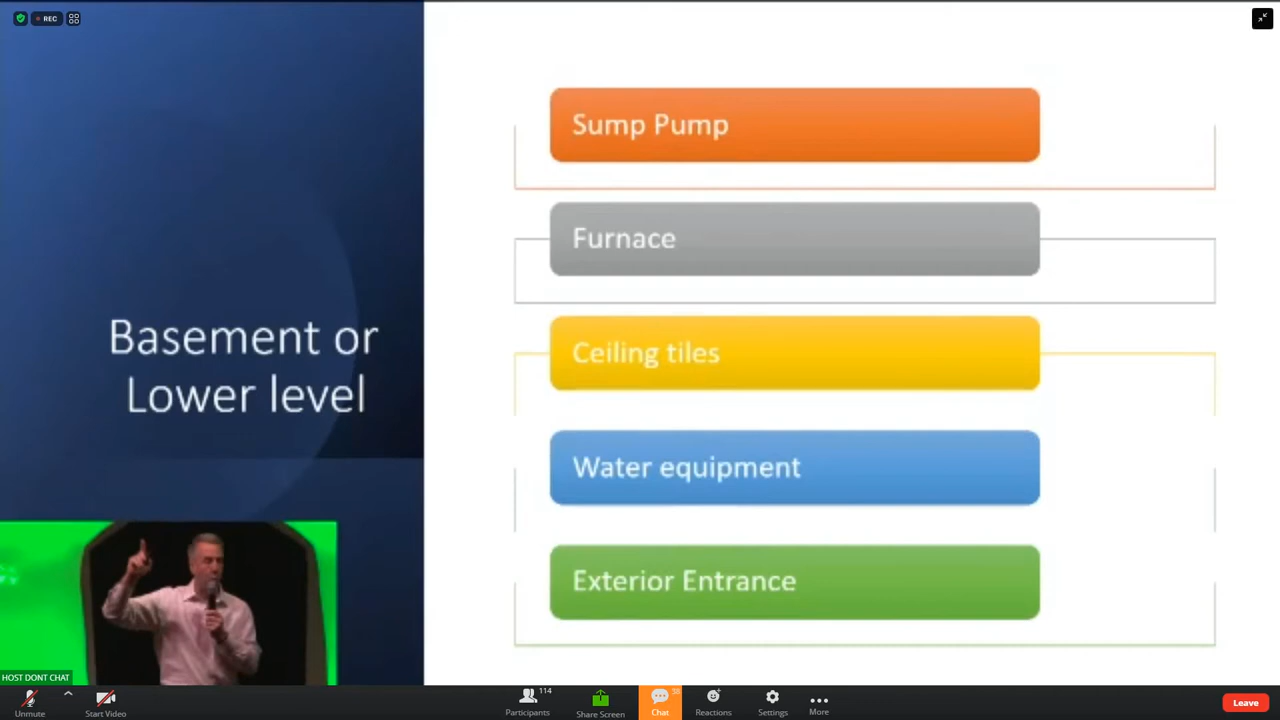 REC
Basement or
Lower level
Sump Pump
Furnace
Ceiling tiles
Water equipment
Exterior Entrance
HOST DONT CHAT
Unmute
Start Video
114
Participants
Share Screen
38
Chat
Reactions
Settings
More
Leave